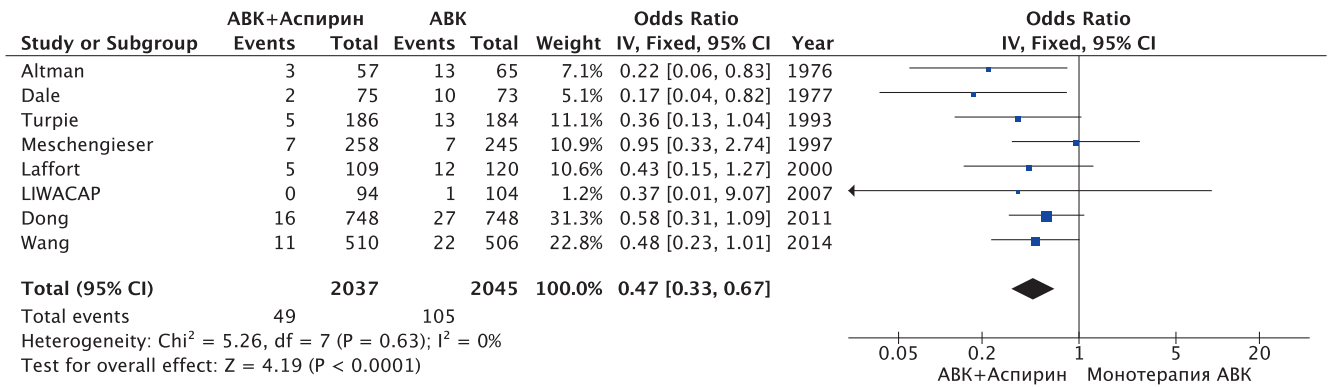 АВК+Аспирин АВК Odds Ratio Odds Ratio
Study or Subgroup Events Total Events Total Weight IV, Fixed, 95% CI Year IV, Fixed, 95% CI
Altman 3 57 13 65 7.1% 0.22 [0.06, 0.83] 1976
Dale 2 75 10 73 5.1% 0.17 [0.04, 0.82] 1977
Turpie 5 186 13 184 11.1% 0.36 [0.13, 1.04] 1993
Meschengieser 7 258 7 245 10.9% 0.95 [0.33, 2.74] 1997
Laffort 5 109 12 120 10.6% 0.43 [0.15, 1.27] 2000
LIWACAP 0 94 1 104 1.2% 0.37 [0.01, 9.07] 2007
Dong 16 748 27 748 31.3% 0.58 [0.31, 1.09] 2011
Wang 11 510 22 506 22.8% 0.48 [0.23, 1.01] 2014
Total (95% CI) 2037 2045 100.0% 0.47 [0.33, 0.67]
Total events 49 105
Heterogeneity: Chi² = 5.26, df = 7 (P = 0.63); I² = 0%
Test for overall effect: Z = 4.19 (P < 0.0001)
0.05 0.2 1 5 20
АВК+Аспирин Монотерапия АВК